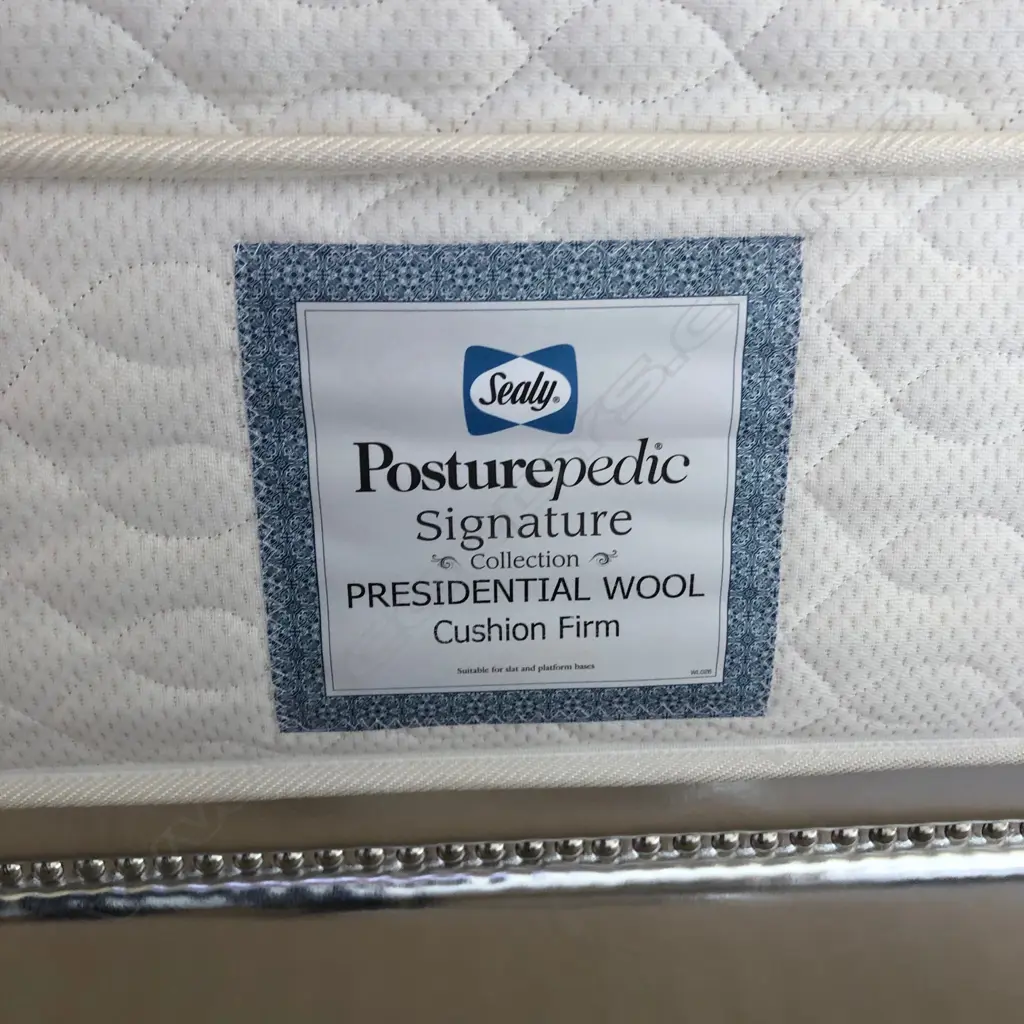 Sealy®
Posturepedic®
Signature
Collection
PRESIDENTIAL WOOL
Cushion Firm
Suitable for slat and platform bases